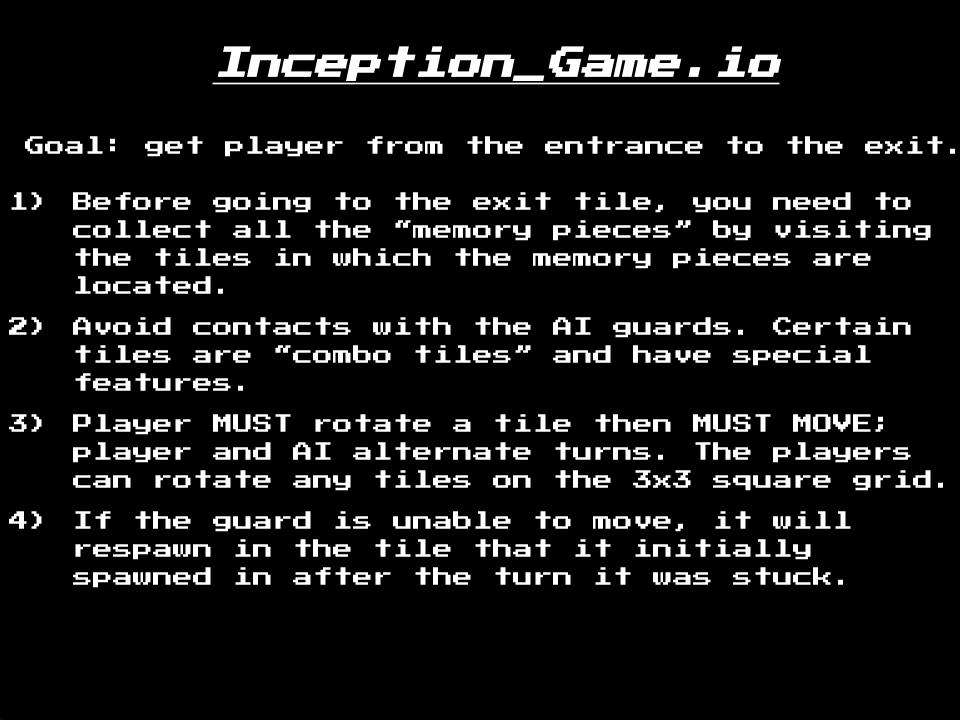 Inception_Game.io
Goal: get player from the entrance to the exit.
1) Before going to the exit tile, you need to
collect all the “memory pieces” by visiting
the tiles in which the memory pieces are
located.
2) Avoid contacts with the AI guards. Certain
tiles are “combo tiles” and have special
features.
3) Player MUST rotate a tile then MUST MOVE;
player and AI alternate turns. The players
can rotate any tiles on the 3x3 square grid.
4) If the guard is unable to move, it will
respawn in the tile that it initially
spawned in after the turn it was stuck.